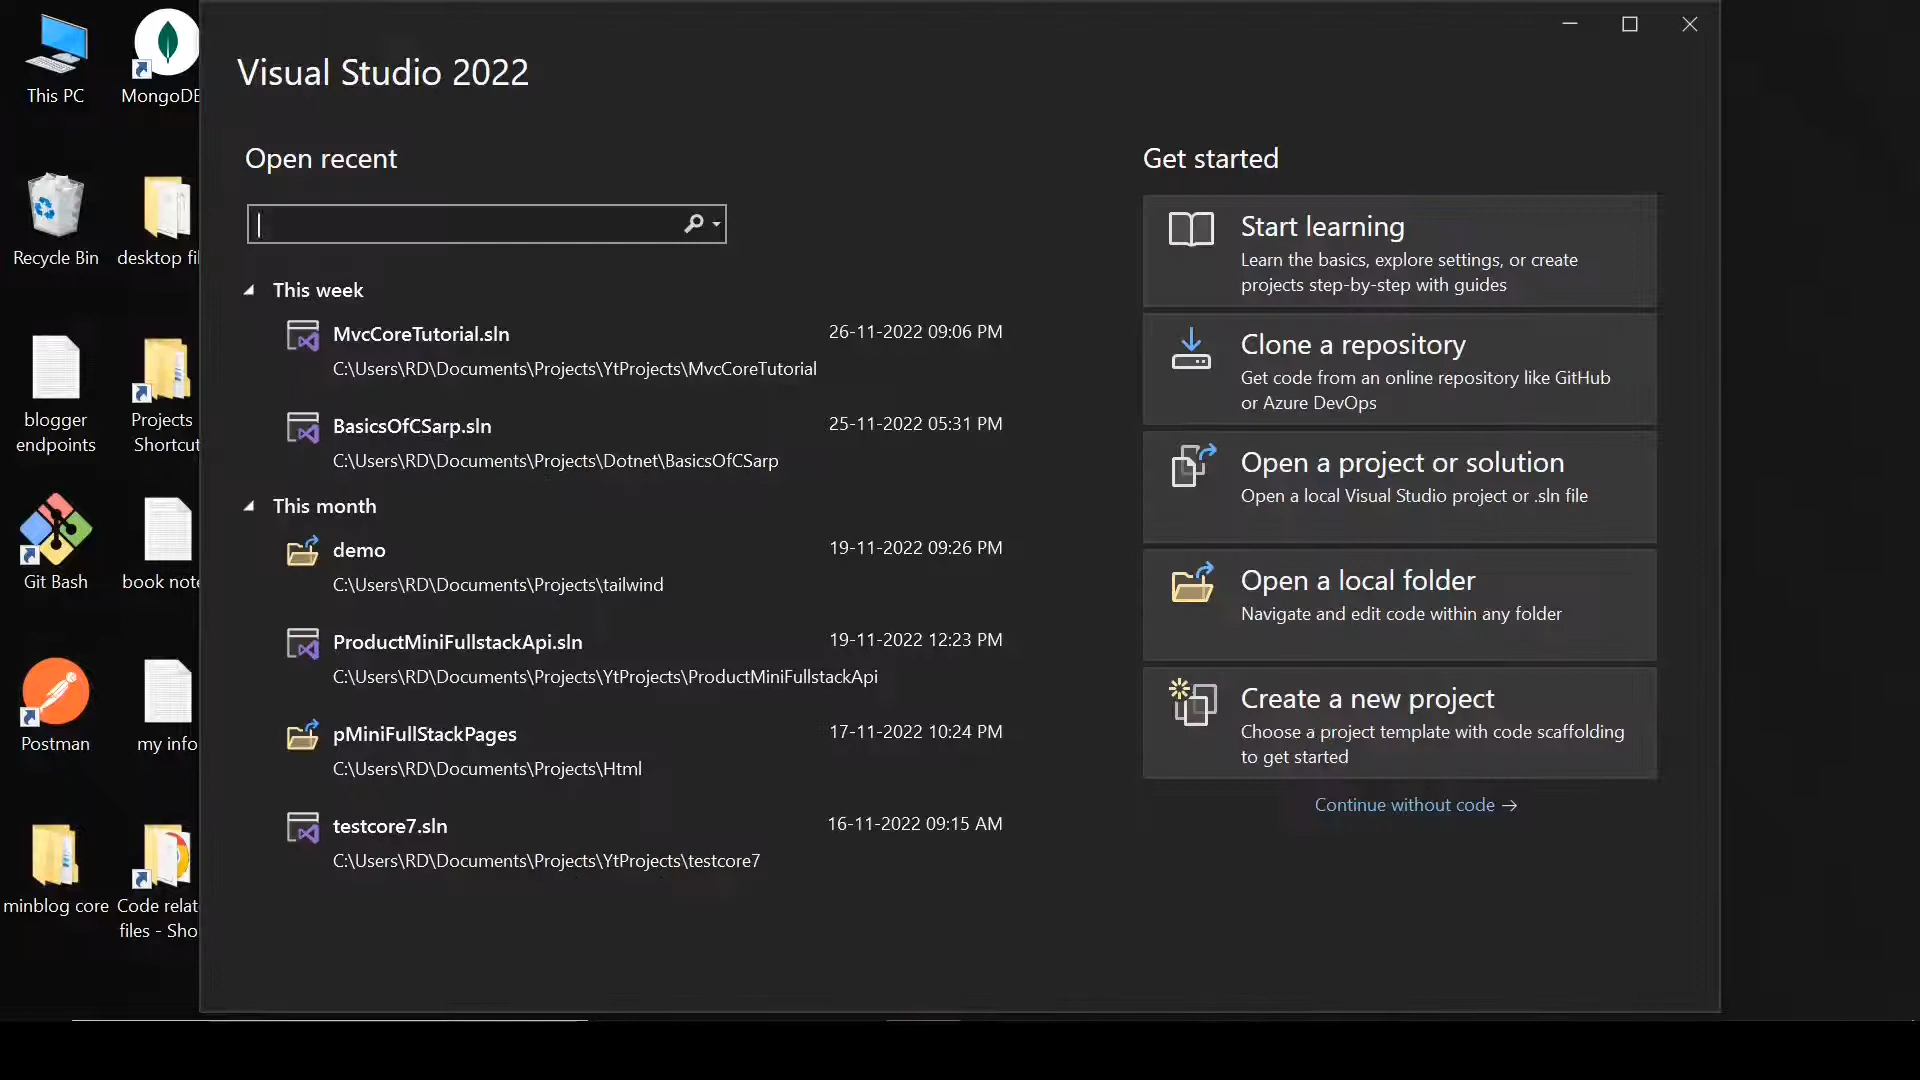 This PC
MongoDB
Recycle Bin
desktop fil
blogger
endpoints
Projects
Shortcut
Git Bash
book note
Postman
my info
minblog core
Code relat
files - Sho
Visual Studio 2022
Open recent
This week
MvcCoreTutorial.sln
26-11-2022 09:06 PM
C:\Users\RD\Documents\Projects\YtProjects\MvcCoreTutorial
BasicsOfCSarp.sln
25-11-2022 05:31 PM
C:\Users\RD\Documents\Projects\Dotnet\BasicsOfCSarp
This month
demo
19-11-2022 09:26 PM
C:\Users\RD\Documents\Projects\tailwind
ProductMiniFullstackApi.sln
19-11-2022 12:23 PM
C:\Users\RD\Documents\Projects\YtProjects\ProductMiniFullstackApi
pMiniFullStackPages
17-11-2022 10:24 PM
C:\Users\RD\Documents\Projects\Html
testcore7.sln
16-11-2022 09:15 AM
C:\Users\RD\Documents\Projects\YtProjects\testcore7
Get started
Start learning
Learn the basics, explore settings, or create
projects step-by-step with guides
Clone a repository
Get code from an online repository like GitHub
or Azure DevOps
Open a project or solution
Open a local Visual Studio project or .sln file
Open a local folder
Navigate and edit code within any folder
Create a new project
Choose a project template with code scaffolding
to get started
Continue without code →